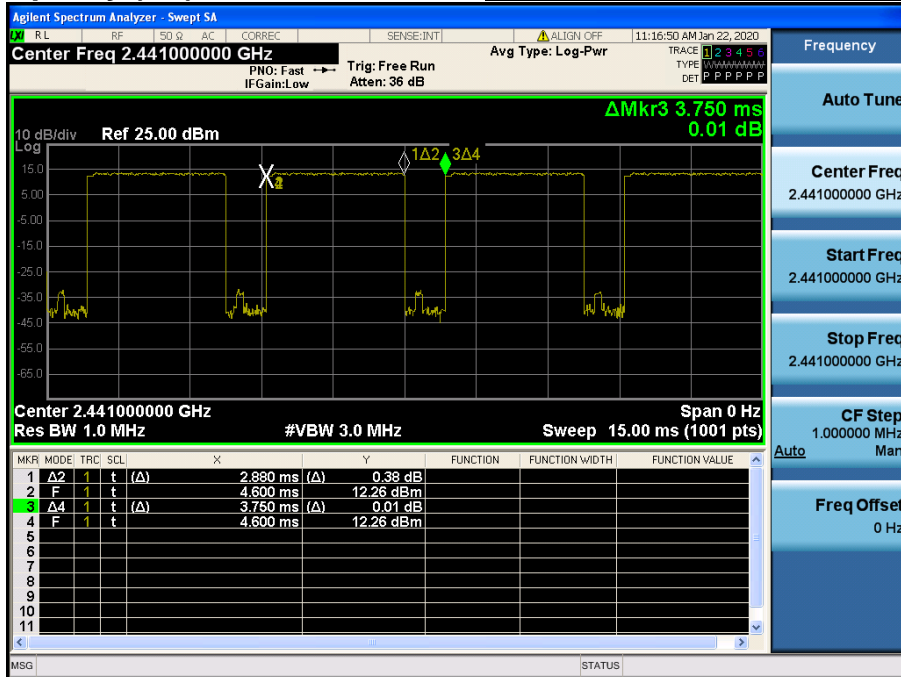 Agilent Spectrum Analyzer - Swept SA
LXI RL RF 50 Ω AC CORREC SENSE:INT ALIGN OFF 11:16:50 AM Jan 22, 2020
Center Freq 2.441000000 GHz
PNO: Fast
IFGain:Low
Trig: Free Run
Atten: 36 dB
Avg Type: Log-Pwr
TRACE 1 2 3 4 5 6
TYPE W
DET P P P P P P
ΔMkr3 3.750 ms
0.01 dB
10 dB/div Ref 25.00 dBm
Log
1Δ2 3Δ4
15.0
5.00
-5.00
-15.0
-25.0
-35.0
-45.0
-55.0
-65.0
Center 2.441000000 GHz Span 0 Hz
Res BW 1.0 MHz #VBW 3.0 MHz Sweep 15.00 ms (1001 pts)
MKR MODE TRC SCL X Y FUNCTION FUNCTION WIDTH FUNCTION VALUE
1 Δ2 1 t (Δ) 2.880 ms (Δ) 0.38 dB
2 F 1 t 4.600 ms 12.26 dBm
3 Δ4 1 t (Δ) 3.750 ms (Δ) 0.01 dB
4 F 1 t 4.600 ms 12.26 dBm
5
6
7
8
9
10
11
MSG STATUS
Frequency
Auto Tune
Center Freq
2.441000000 GHz
Start Freq
2.441000000 GHz
Stop Freq
2.441000000 GHz
CF Step
1.000000 MHz
Auto Man
Freq Offset
0 Hz